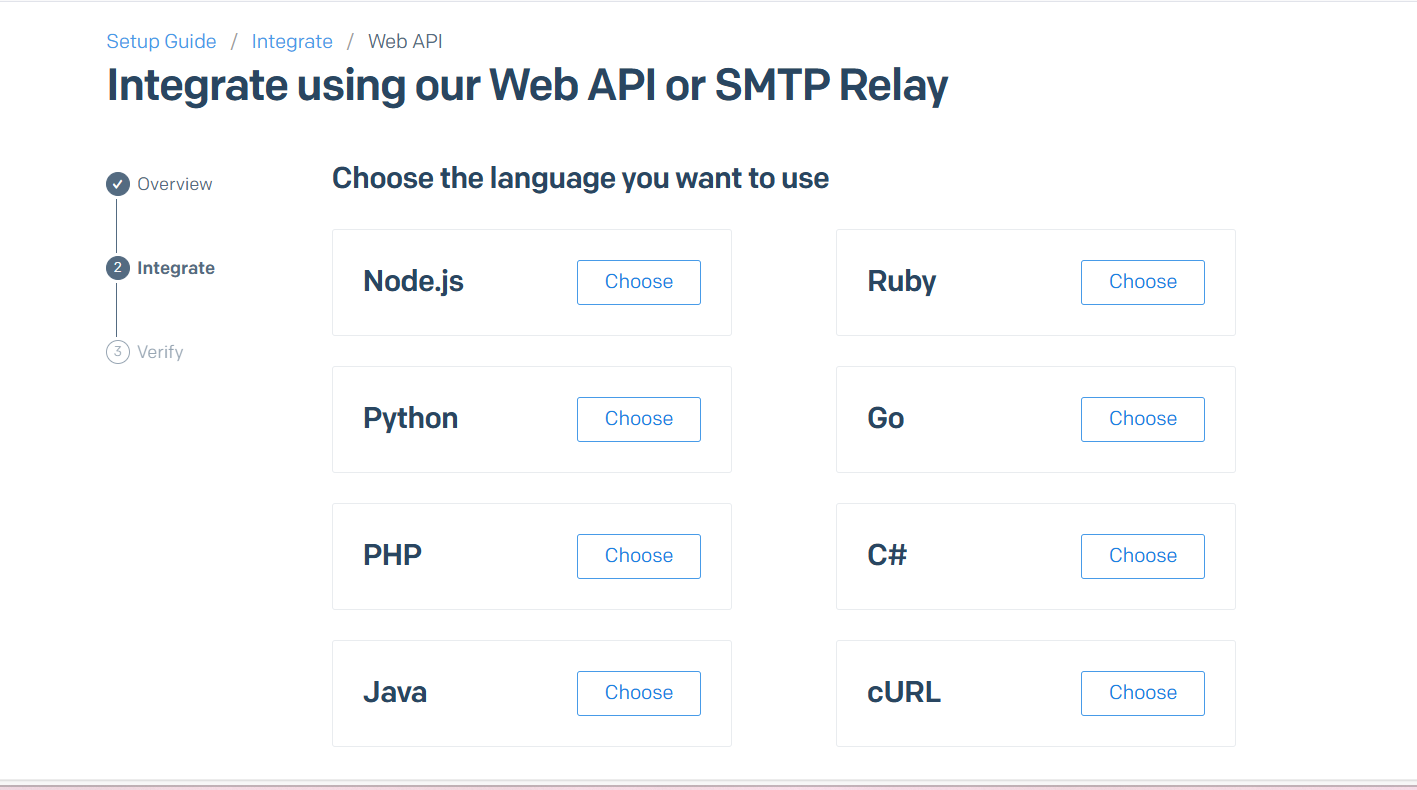 Setup Guide / Integrate / Web API
Integrate using our Web API or SMTP Relay
Overview
2 Integrate
3 Verify
Choose the language you want to use
Node.js Choose
Ruby Choose
Python Choose
Go Choose
PHP Choose
C# Choose
Java Choose
cURL Choose